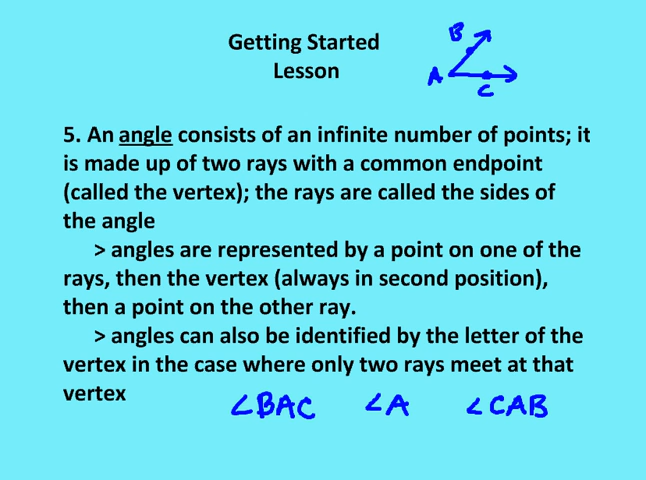 Getting Started
Lesson
B
A
C
5. An angle consists of an infinite number of points; it
is made up of two rays with a common endpoint
(called the vertex); the rays are called the sides of
the angle
> angles are represented by a point on one of the
rays, then the vertex (always in second position),
then a point on the other ray.
> angles can also be identified by the letter of the
vertex in the case where only two rays meet at that
vertex
∠BAC ∠A ∠CAB